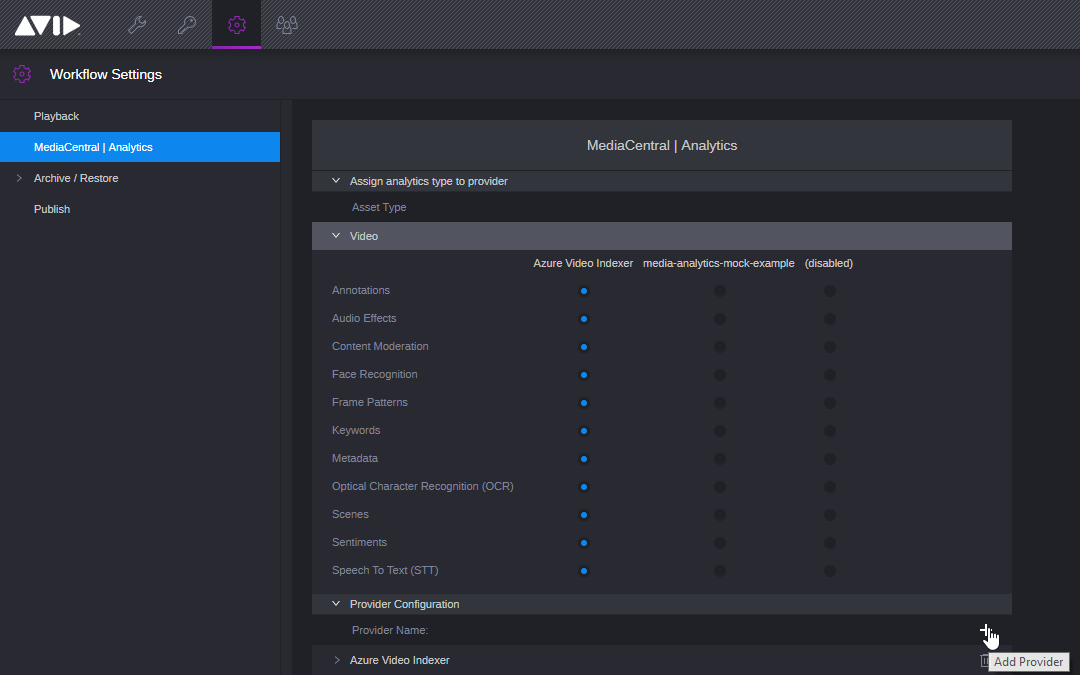 AVID
Workflow Settings
Playback
MediaCentral | Analytics
Archive / Restore
Publish
MediaCentral | Analytics
Assign analytics type to provider
Asset Type
Video
Azure Video Indexer media-analytics-mock-example (disabled)
Annotations
Audio Effects
Content Moderation
Face Recognition
Frame Patterns
Keywords
Metadata
Optical Character Recognition (OCR)
Scenes
Sentiments
Speech To Text (STT)
Provider Configuration
Provider Name:
Azure Video Indexer
Add Provider